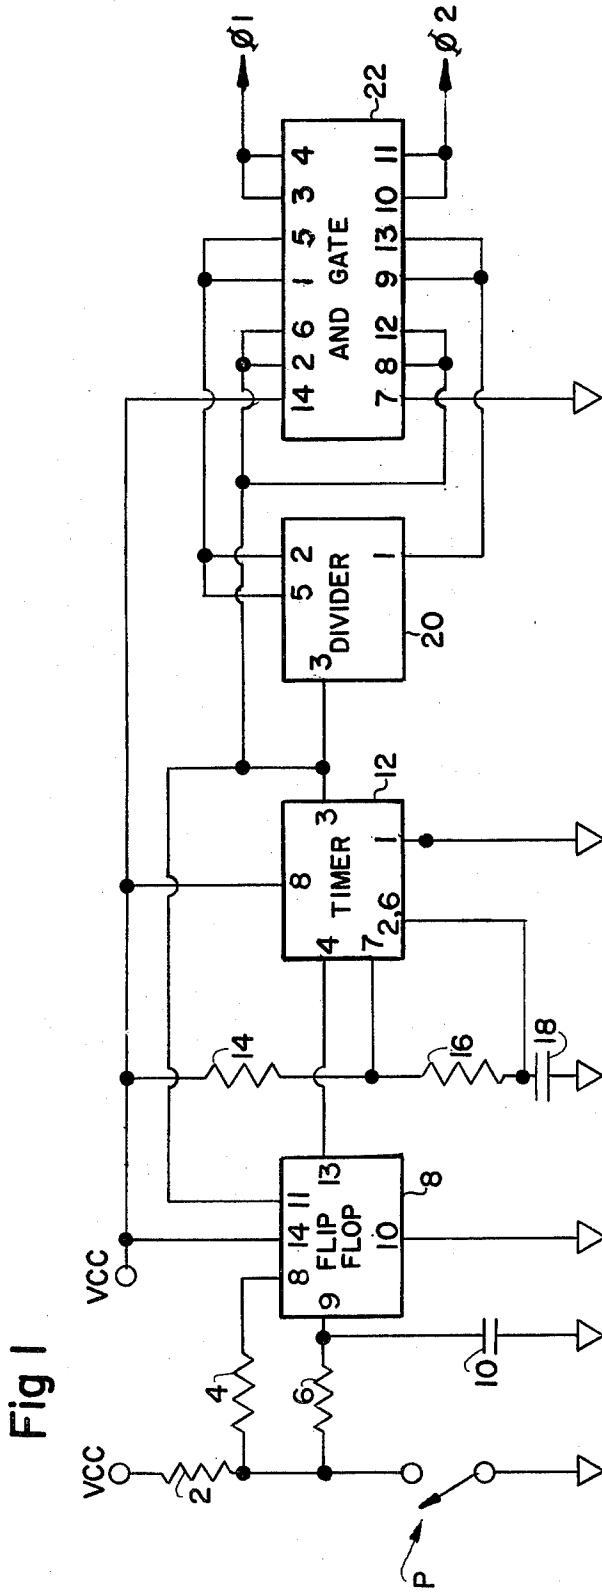 Fig 1
VCC
2
4
6
P
10
VCC
8 14 11
9 FLIP FLOP 13
10
8
14
16
18
8
4 TIMER 3
7
2,6 1
12
5 2
3 DIVIDER
1
20
14 2 6 1 5 3 4
AND GATE
7 8 12 9 13 10 11
22
Ø1
Ø2